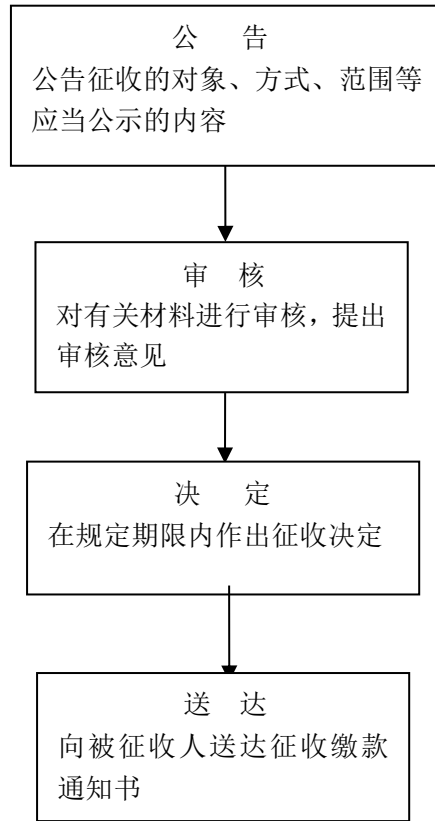 公 告
公告征收的对象、方式、范围等
应当公示的内容
审 核
对有关材料进行审核，提出
审核意见
决 定
在规定期限内作出征收决定
送 达
向被征收人送达征收缴款
通知书